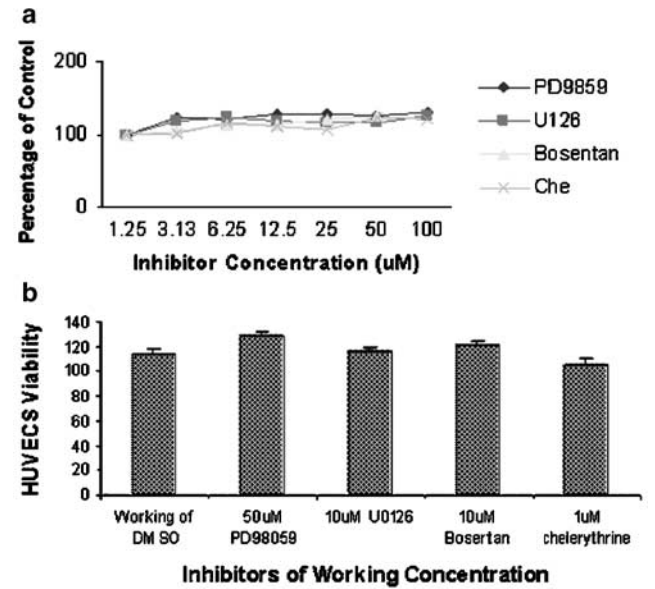 a
200
100
0
Percentage of Control
1.25 3.13 6.25 12.5 25 50 100
Inhibitor Concentration (uM)
PD9859
U126
Bosentan
Che
b
140
120
100
80
60
40
20
0
HUVECS Viability
Working of DM SO
50uM PD98059
10uM U0126
10uM Bosertan
1uM chelerythrine
Inhibitors of Working Concentration